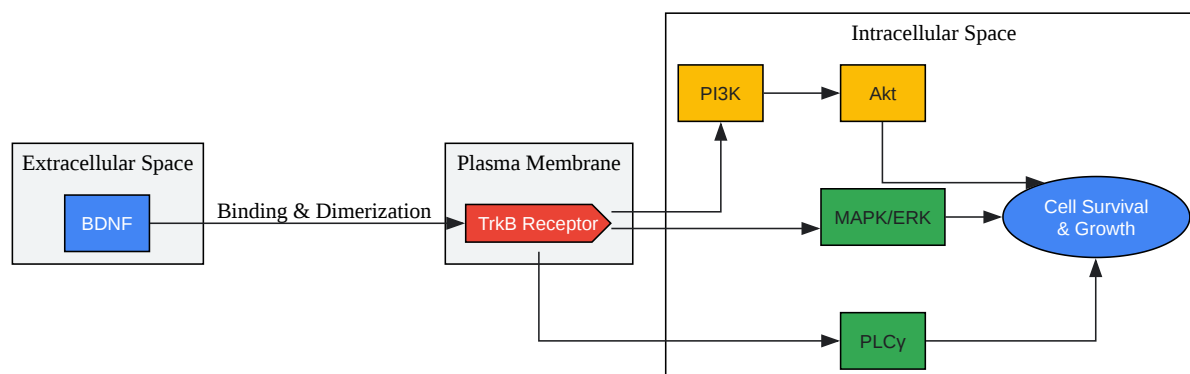 Intracellular Space
PI3K
Akt
Extracellular Space
Plasma Membrane
BDNF
Binding & Dimerization
TrkB Receptor
MAPK/ERK
Cell Survival
& Growth
PLCγ